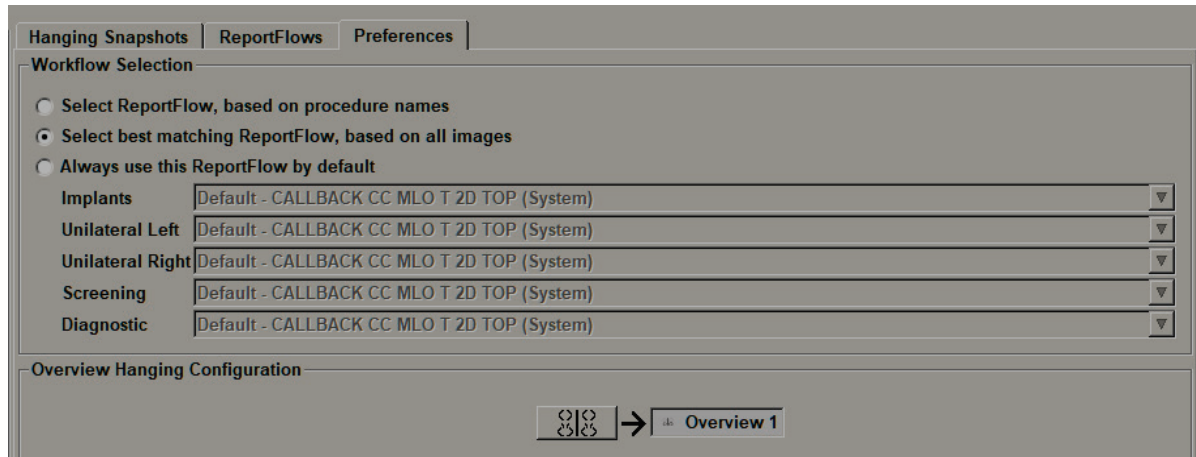 Hanging Snapshots ReportFlows Preferences
Workflow Selection
Select ReportFlow, based on procedure names
Select best matching ReportFlow, based on all images
Always use this ReportFlow by default
Implants Default - CALLBACK CC MLO T 2D TOP (System)
Unilateral Left Default - CALLBACK CC MLO T 2D TOP (System)
Unilateral Right Default - CALLBACK CC MLO T 2D TOP (System)
Screening Default - CALLBACK CC MLO T 2D TOP (System)
Diagnostic Default - CALLBACK CC MLO T 2D TOP (System)
Overview Hanging Configuration
Overview 1